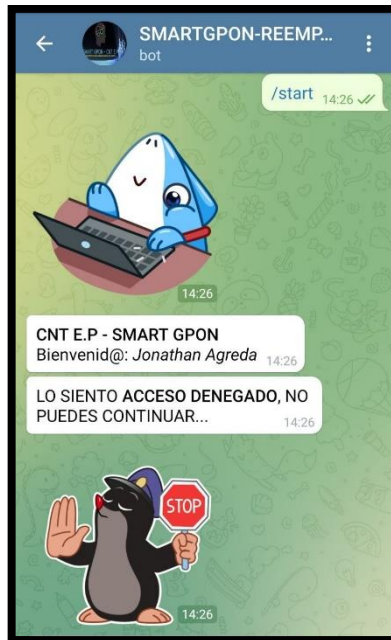 SMARTGPON-REEMP...
bot
/start 14:26
14:26
CNT E.P - SMART GPON
Bienvenid@: Jonathan Agreda 14:26
LO SIENTO ACCESO DENEGADO, NO
PUEDES CONTINUAR... 14:26
STOP
14:26